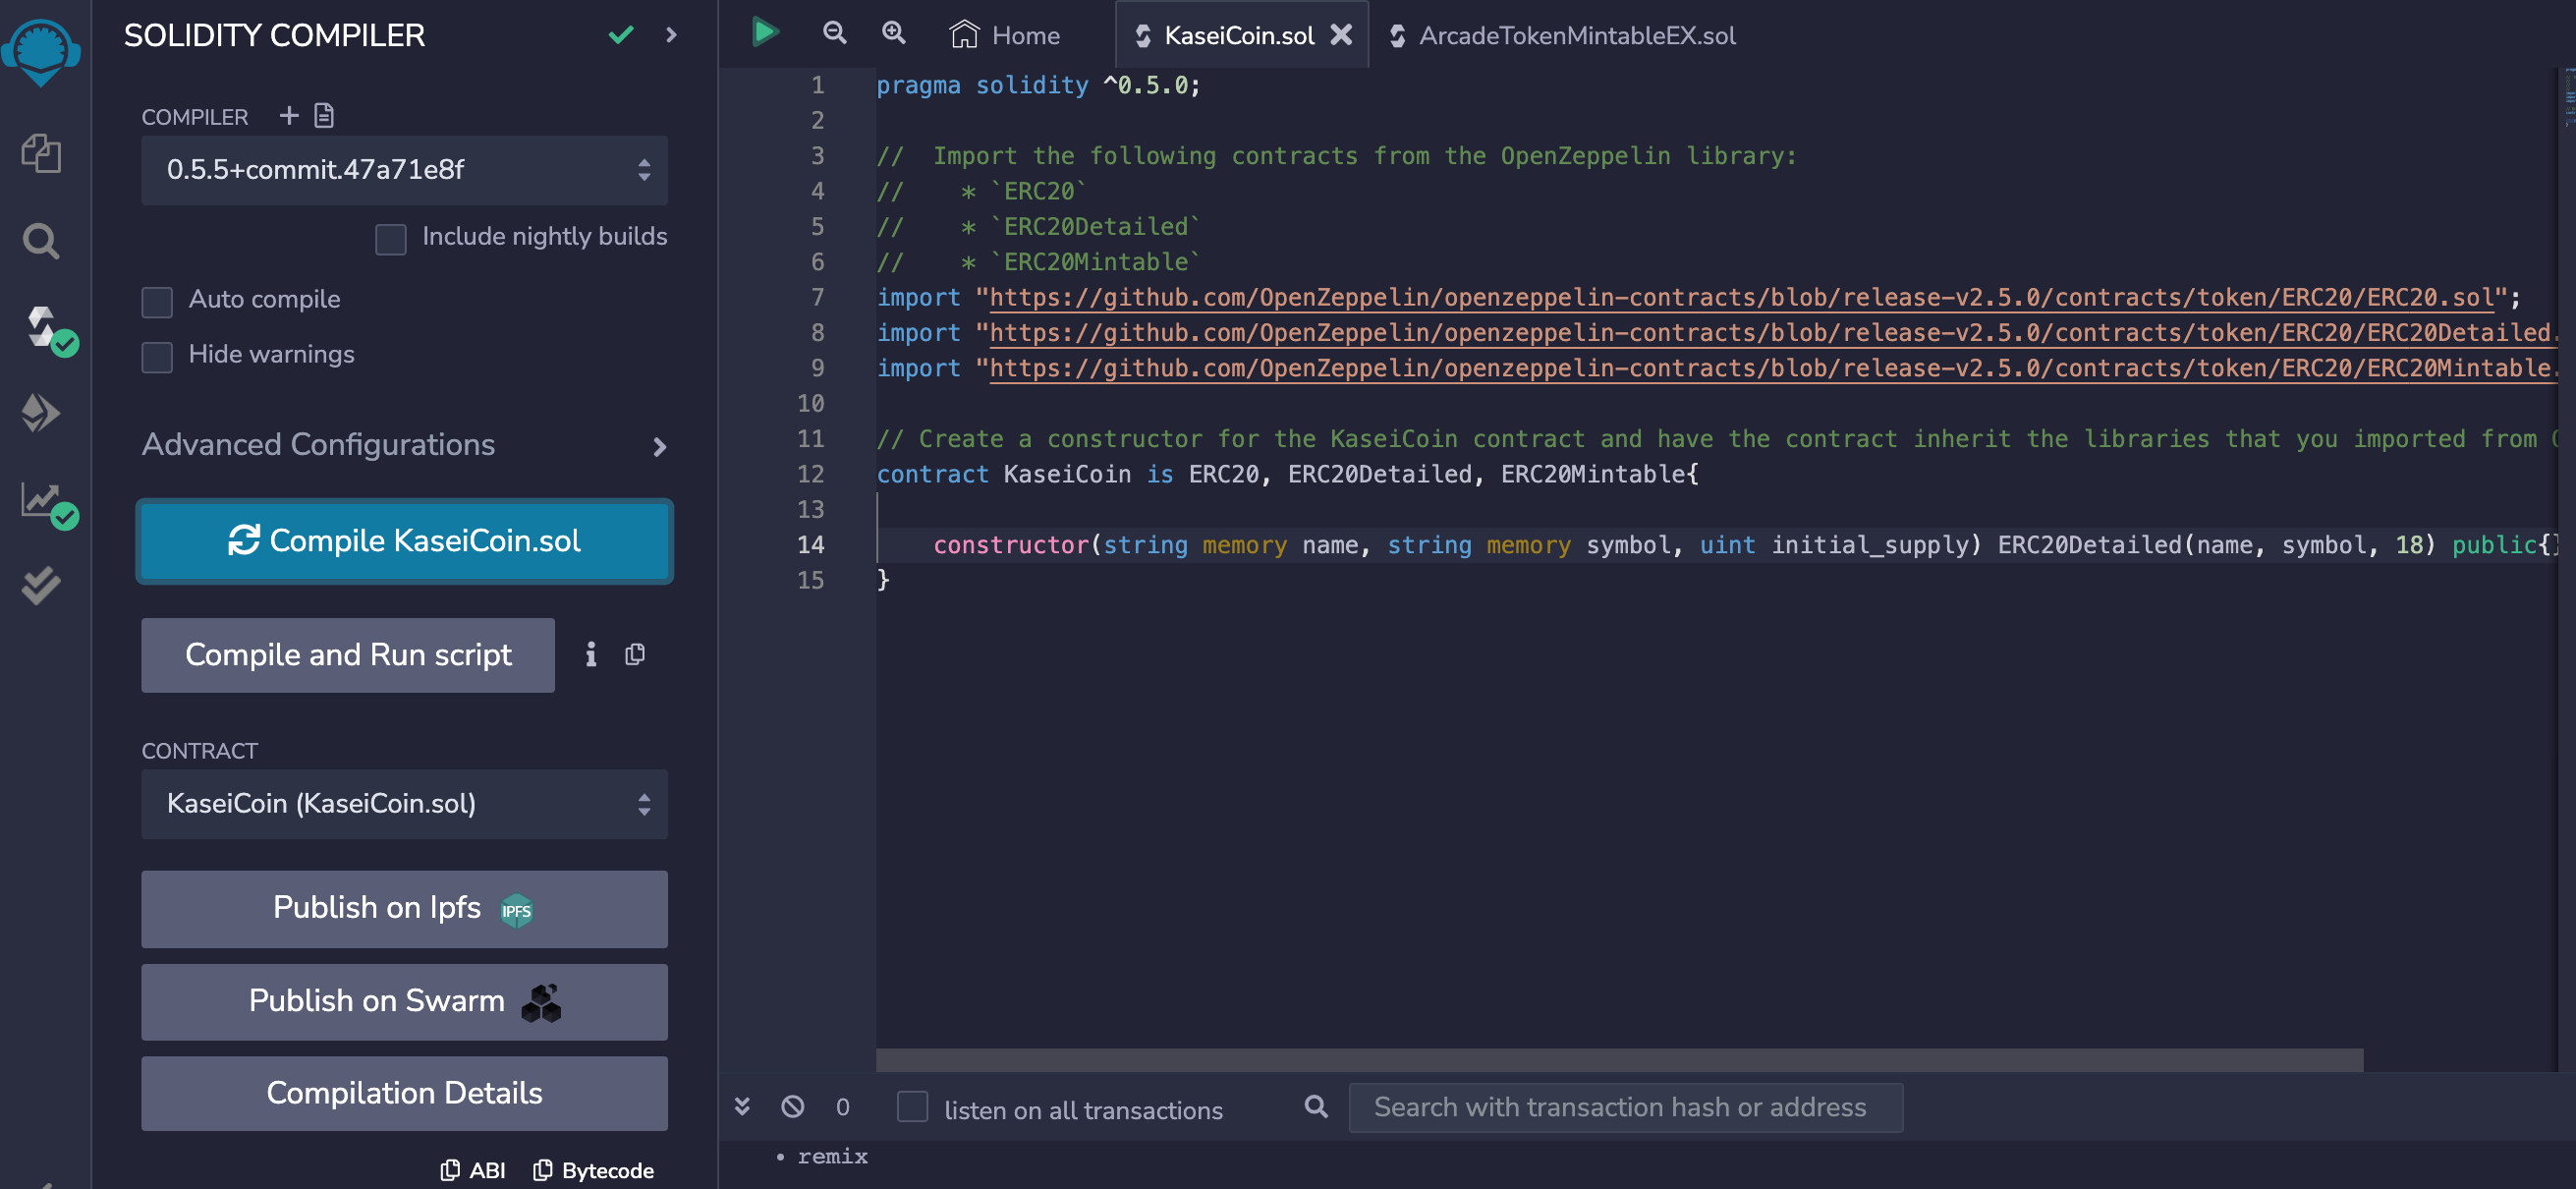 SOLIDITY COMPILER
COMPILER
0.5.5+commit.47a71e8f
Include nightly builds
Auto compile
Hide warnings
Advanced Configurations
Compile KaseiCoin.sol
Compile and Run script
CONTRACT
KaseiCoin (KaseiCoin.sol)
Publish on Ipfs IPFS
Publish on Swarm
Compilation Details
ABI Bytecode
Home KaseiCoin.sol ArcadeTokenMintableEX.sol
1 pragma solidity ^0.5.0;
2
3 //  Import the following contracts from the OpenZeppelin library:
4 //    * `ERC20`
5 //    * `ERC20Detailed`
6 //    * `ERC20Mintable`
7 import "https://github.com/OpenZeppelin/openzeppelin-contracts/blob/release-v2.5.0/contracts/token/ERC20/ERC20.sol";
8 import "https://github.com/OpenZeppelin/openzeppelin-contracts/blob/release-v2.5.0/contracts/token/ERC20/ERC20Detailed.
9 import "https://github.com/OpenZeppelin/openzeppelin-contracts/blob/release-v2.5.0/contracts/token/ERC20/ERC20Mintable.
10
11 // Create a constructor for the KaseiCoin contract and have the contract inherit the libraries that you imported from
12 contract KaseiCoin is ERC20, ERC20Detailed, ERC20Mintable{
13
14     constructor(string memory name, string memory symbol, uint initial_supply) ERC20Detailed(name, symbol, 18) public{}
15 }
0 listen on all transactions Search with transaction hash or address
• remix